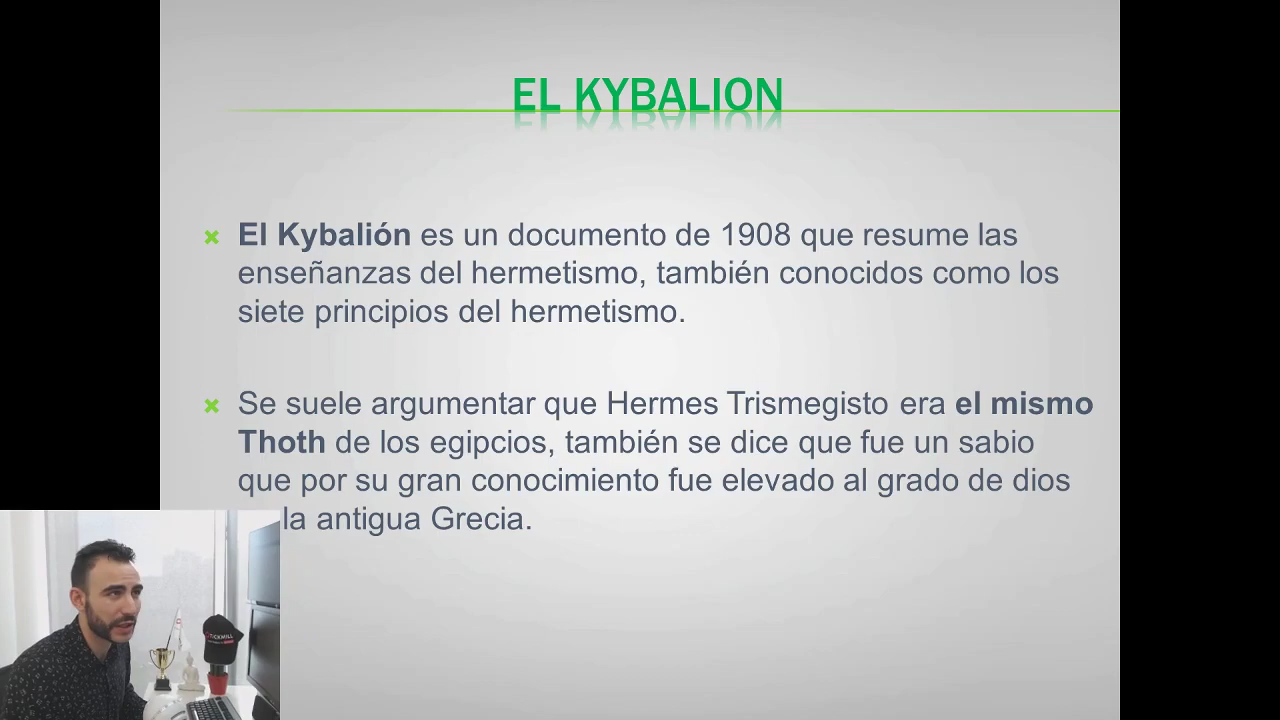 EL KYBALION
El Kybalión es un documento de 1908 que resume las
enseñanzas del hermetismo, también conocidos como los
siete principios del hermetismo.
Se suele argumentar que Hermes Trismegisto era el mismo
Thoth de los egipcios, también se dice que fue un sabio
que por su gran conocimiento fue elevado al grado de dios
la antigua Grecia.
TICKMILL